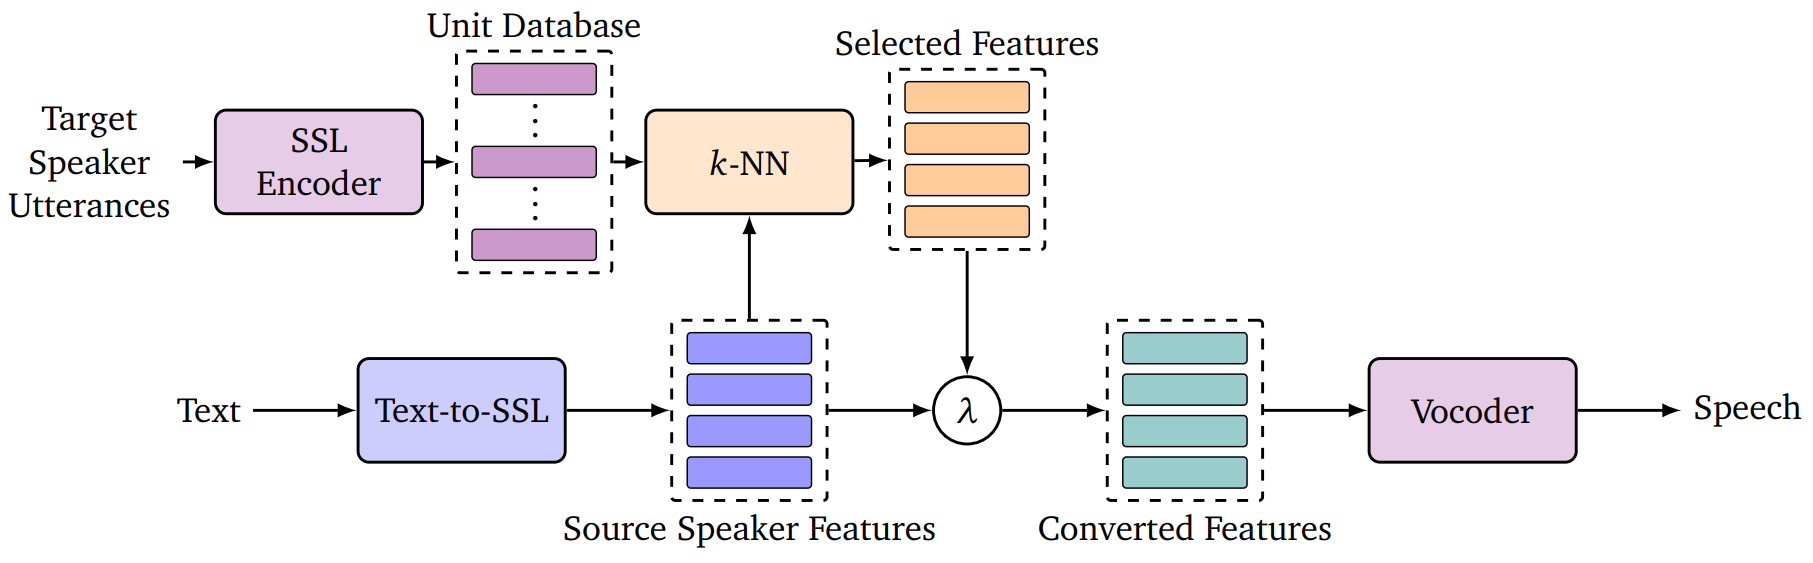 Unit Database
Selected Features
Target
Speaker
Utterances
SSL
Encoder
k-NN
Text
Text-to-SSL
λ
Vocoder
Speech
Source Speaker Features
Converted Features